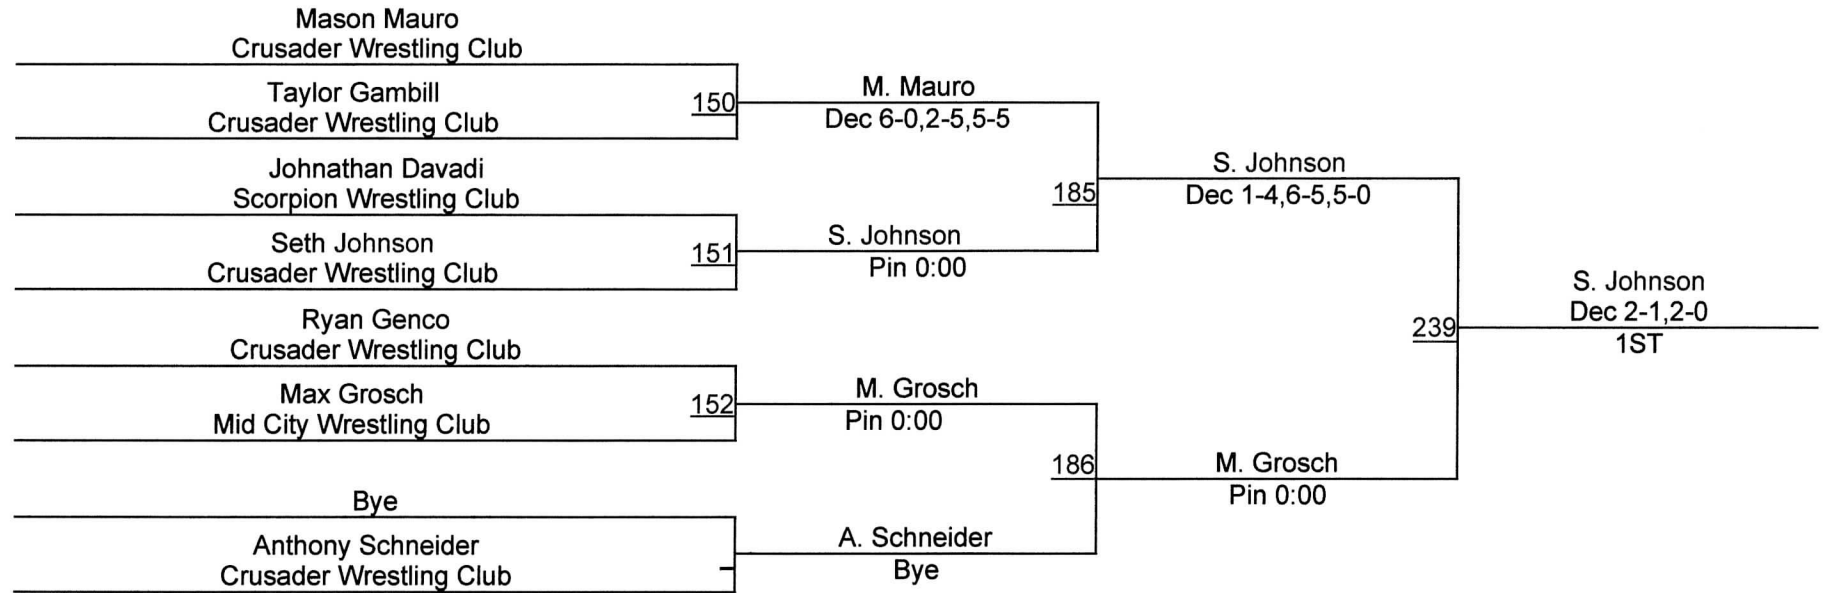 Mason Mauro
Crusader Wrestling Club
Taylor Gambill
Crusader Wrestling Club
150
M. Mauro
Dec 6-0,2-5,5-5
Johnathan Davadi
Scorpion Wrestling Club
Seth Johnson
Crusader Wrestling Club
151
S. Johnson
Pin 0:00
185
S. Johnson
Dec 1-4,6-5,5-0
Ryan Genco
Crusader Wrestling Club
Max Grosch
Mid City Wrestling Club
152
M. Grosch
Pin 0:00
Bye
Anthony Schneider
Crusader Wrestling Club
A. Schneider
Bye
186
M. Grosch
Pin 0:00
239
S. Johnson
Dec 2-1,2-0
1ST